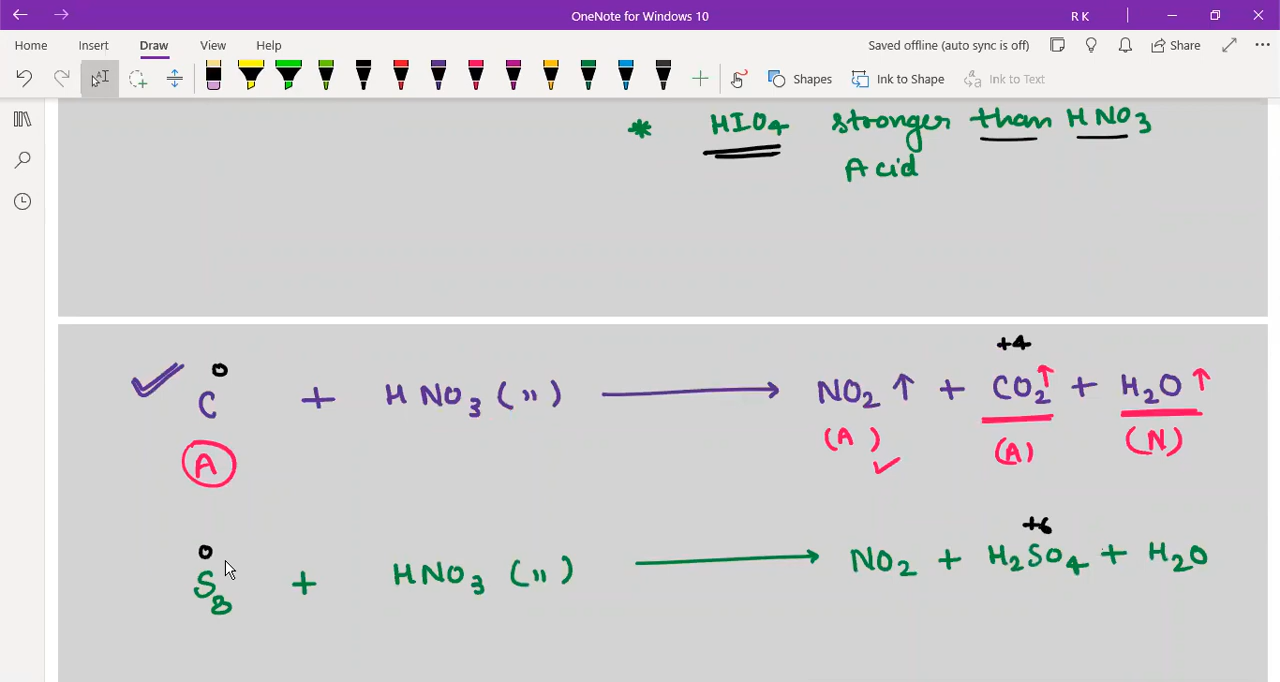 OneNote for Windows 10
R K
Home Insert Draw View Help
Saved offline (auto sync is off) Share
Shapes Ink to Shape Ink to Text
* HIO4 stronger than HNO3
Acid
0 +4
C + HNO3 (") ⟶ NO2 ↑ + CO2 ↑ + H2O ↑
A (A) (A) (N)
0 +6
S8 + HNO3 (") ⟶ NO2 + H2SO4 + H2O